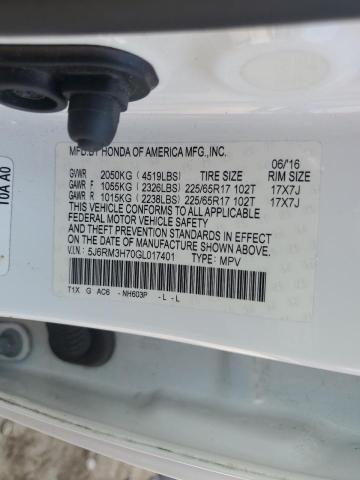 MFD.BY HONDA OF AMERICA MFG.,INC. 06/'16
GVWR 2050KG (4519LBS) TIRE SIZE RIM SIZE
GAWR F 1055KG (2326LBS) 225/65R17 102T 17X7J
GAWR R 1015KG (2238LBS) 225/65R17 102T 17X7J
THIS VEHICLE CONFORMS TO ALL APPLICABLE
FEDERAL MOTOR VEHICLE SAFETY AND THEFT
PREVENTION STANDARDS IN EFFECT ON THE DATE
OF MANUFACTURE SHOWN ABOVE.
V.I.N: 5J6RM3H70GL017401 TYPE: MPV
T1X G AC6 - NH603P - L - L
10A A0